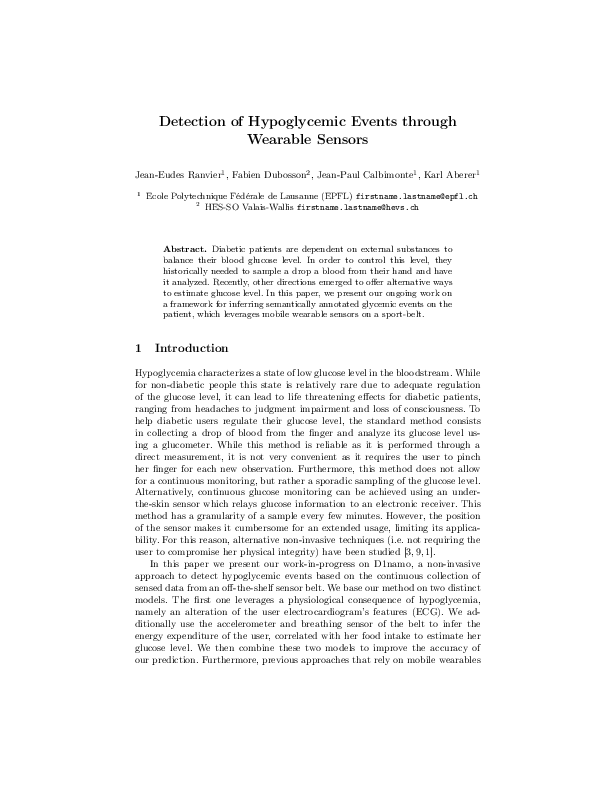 Detection of Hypoglycemic Events through
Wearable Sensors
Jean-Eudes Ranvier1, Fabien Dubosson2, Jean-Paul Calbimonte1, Karl Aberer1
1 Ecole Polytechnique Fédérale de Lausanne (EPFL) firstname.lastname@epfl.ch
2 HES-SO Valais-Wallis firstname.lastname@hevs.ch
Abstract. Diabetic patients are dependent on external substances to
balance their blood glucose level. In order to control this level, they
historically needed to sample a drop a blood from their hand and have
it analyzed. Recently, other directions emerged to offer alternative ways
to estimate glucose level. In this paper, we present our ongoing work on
a framework for inferring semantically annotated glycemic events on the
patient, which leverages mobile wearable sensors on a sport-belt.
1 Introduction
Hypoglycemia characterizes a state of low glucose level in the bloodstream. While
for non-diabetic people this state is relatively rare due to adequate regulation
of the glucose level, it can lead to life threatening effects for diabetic patients,
ranging from headaches to judgment impairment and loss of consciousness. To
help diabetic users regulate their glucose level, the standard method consists
in collecting a drop of blood from the finger and analyze its glucose level us-
ing a glucometer. While this method is reliable as it is performed through a
direct measurement, it is not very convenient as it requires the user to pinch
her finger for each new observation. Furthermore, this method does not allow
for a continuous monitoring, but rather a sporadic sampling of the glucose level.
Alternatively, continuous glucose monitoring can be achieved using an under-
the-skin sensor which relays glucose information to an electronic receiver. This
method has a granularity of a sample every few minutes. However, the position
of the sensor makes it cumbersome for an extended usage, limiting its applica-
bility. For this reason, alternative non-invasive techniques (i.e. not requiring the
user to compromise her physical integrity) have been studied [3, 9, 1].
In this paper we present our work-in-progress on D1namo, a non-invasive
approach to detect hypoglycemic events based on the continuous collection of
sensed data from an off-the-shelf sensor belt. We base our method on two distinct
models. The first one leverages a physiological consequence of hypoglycemia,
namely an alteration of the user electrocardiogram's features (ECG). We ad-
ditionally use the accelerometer and breathing sensor of the belt to infer the
energy expenditure of the user, correlated with her food intake to estimate her
glucose level. We then combine these two models to improve the accuracy of
our prediction. Furthermore, previous approaches that rely on mobile wearables